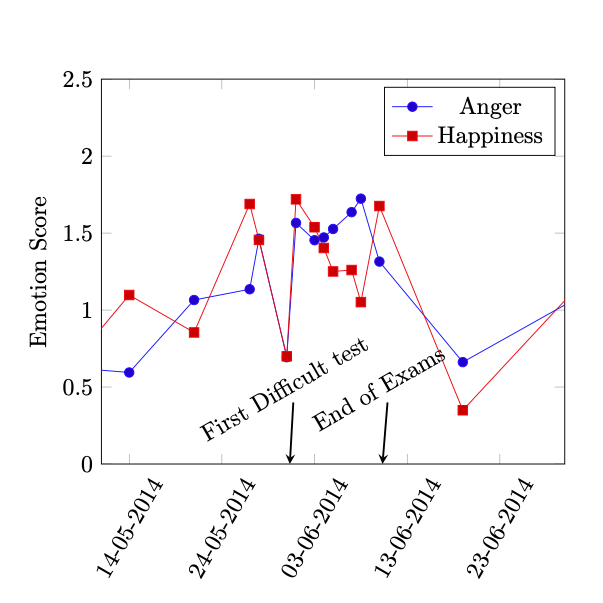 2.5
2
1.5
1
0.5
0
Emotion Score
Anger
Happiness
First Difficult test
End of Exams
14-05-2014
24-05-2014
03-06-2014
13-06-2014
23-06-2014